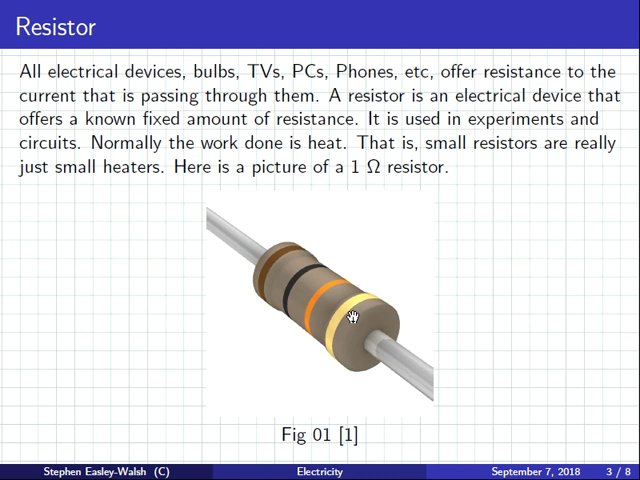 Resistor
All electrical devices, bulbs, TVs, PCs, Phones, etc, offer resistance to the
current that is passing through them. A resistor is an electrical device that
offers a known fixed amount of resistance. It is used in experiments and
circuits. Normally the work done is heat. That is, small resistors are really
just small heaters. Here is a picture of a 1 Ω resistor.
Fig 01 [1]
Stephen Easley-Walsh (C) Electricity September 7, 2018 3 / 8